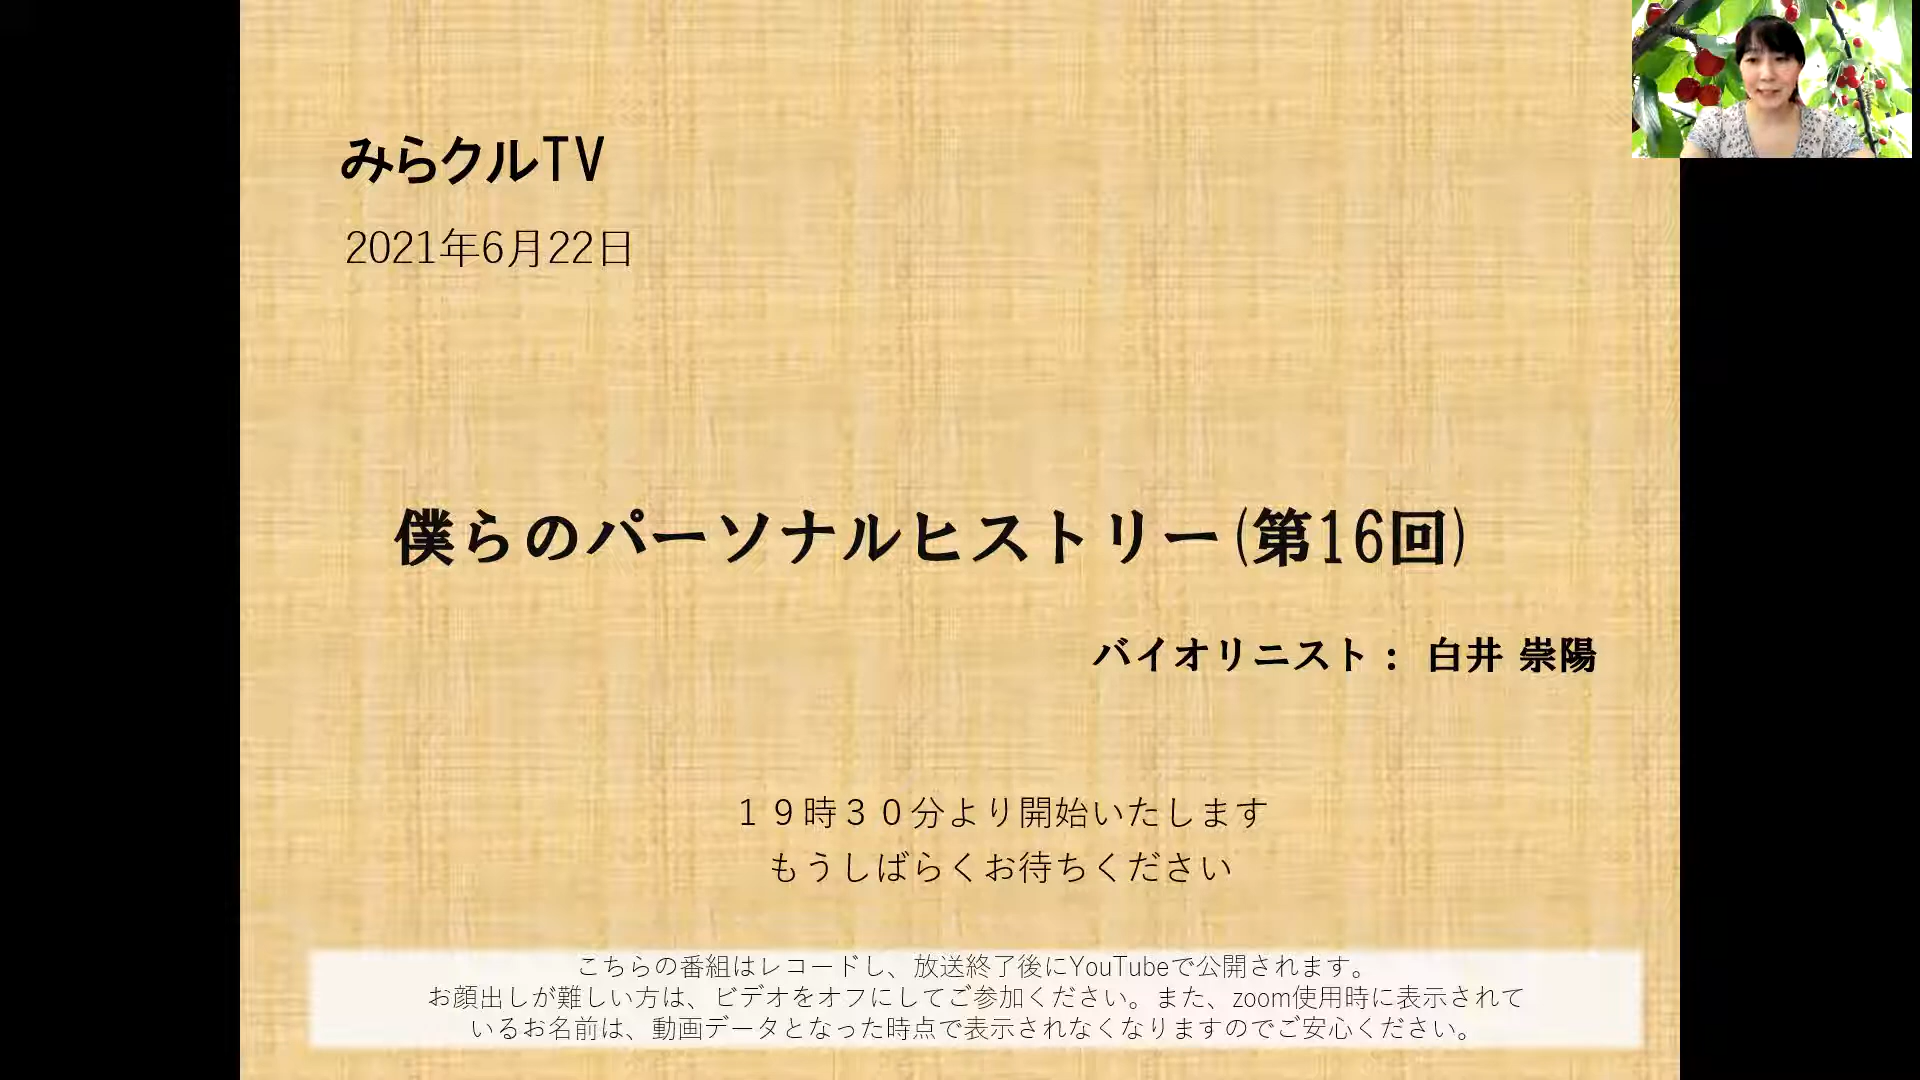 みらクルTV
2021年6月22日
僕らのパーソナルヒストリー(第16回)
バイオリニスト： 白井 崇陽
１９時３０分より開始いたします
もうしばらくお待ちください
こちらの番組はレコードし、放送終了後にYouTubeで公開されます。
お顔出しが難しい方は、ビデオをオフにしてご参加ください。また、zoom使用時に表示されて
いるお名前は、動画データとなった時点で表示されなくなりますのでご安心ください。